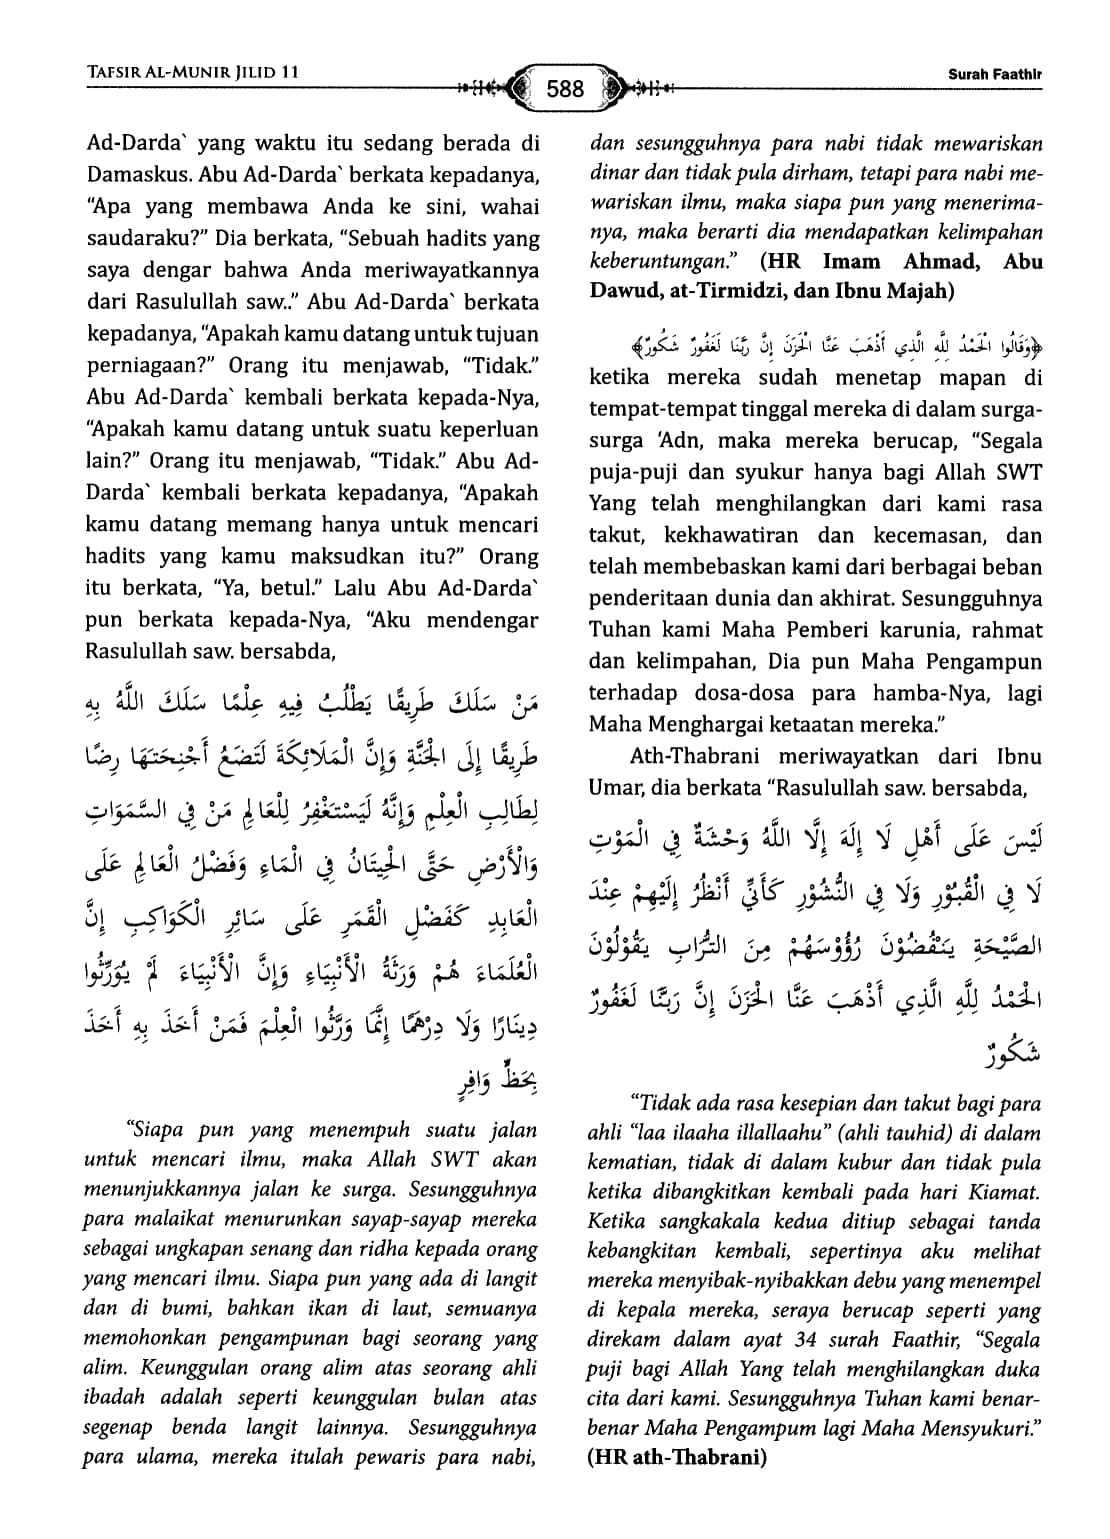 TAFSIR AL-MUNIR JILID 11
588
Surah Faathir
Ad-Darda` yang waktu itu sedang berada di
Damaskus. Abu Ad-Darda` berkata kepadanya,
“Apa yang membawa Anda ke sini, wahai
saudaraku?” Dia berkata, “Sebuah hadits yang
saya dengar bahwa Anda meriwayatkannya
dari Rasulullah saw..” Abu Ad-Darda` berkata
kepadanya, “Apakah kamu datang untuk tujuan
perniagaan?” Orang itu menjawab, “Tidak.”
Abu Ad-Darda` kembali berkata kepada-Nya,
“Apakah kamu datang untuk suatu keperluan
lain?” Orang itu menjawab, “Tidak.” Abu Ad-
Darda` kembali berkata kepadanya, “Apakah
kamu datang memang hanya untuk mencari
hadits yang kamu maksudkan itu?” Orang
itu berkata, “Ya, betul.” Lalu Abu Ad-Darda`
pun berkata kepada-Nya, “Aku mendengar
Rasulullah saw. bersabda,
مَنْ سَلَكَ طَرِيقًا يَطْلُبُ فِيهِ عِلْمًا سَلَكَ اللَّهُ بِهِ
طَرِيقًا إِلَى الْجَنَّةِ وَإِنَّ الْمَلَائِكَةَ لَتَضَعُ أَجْنِحَتَهَا رِضًا
لِطَالِبِ الْعِلْمِ وَإِنَّهُ لَيَسْتَغْفِرُ لِلْعَالِمِ مَنْ فِي السَّمَوَاتِ
وَالْأَرْضِ حَتَّى الْحِيتَانُ فِي الْمَاءِ وَفَضْلُ الْعَالِمِ عَلَى
الْعَابِدِ كَفَضْلِ الْقَمَرِ عَلَى سَائِرِ الْكَوَاكِبِ إِنَّ
الْعُلَمَاءَ هُمْ وَرَثَةُ الْأَنْبِيَاءِ وَإِنَّ الْأَنْبِيَاءَ لَمْ يُوَرِّثُوا
دِينَارًا وَلَا دِرْهَمًا إِنَّمَا وَرَّثُوا الْعِلْمَ فَمَنْ أَخَذَ بِهِ أَخَذَ
بِحَظٍّ وَافِرٍ
“Siapa pun yang menempuh suatu jalan
untuk mencari ilmu, maka Allah SWT akan
menunjukkannya jalan ke surga. Sesungguhnya
para malaikat menurunkan sayap-sayap mereka
sebagai ungkapan senang dan ridha kepada orang
yang mencari ilmu. Siapa pun yang ada di langit
dan di bumi, bahkan ikan di laut, semuanya
memohonkan pengampunan bagi seorang yang
alim. Keunggulan orang alim atas seorang ahli
ibadah adalah seperti keunggulan bulan atas
segenap benda langit lainnya. Sesungguhnya
para ulama, mereka itulah pewaris para nabi,
dan sesungguhnya para nabi tidak mewariskan
dinar dan tidak pula dirham, tetapi para nabi me-
wariskan ilmu, maka siapa pun yang menerima-
nya, maka berarti dia mendapatkan kelimpahan
keberuntungan.” (HR Imam Ahmad, Abu
Dawud, at-Tirmidzi, dan Ibnu Majah)
﴿وَقَالُوا الْحَمْدُ لِلَّهِ الَّذِي أَذْهَبَ عَنَّا الْحَزَنَ إِنَّ رَبَّنَا لَغَفُورٌ شَكُورٌ﴾
ketika mereka sudah menetap mapan di
tempat-tempat tinggal mereka di dalam surga-
surga ‘Adn, maka mereka berucap, “Segala
puja-puji dan syukur hanya bagi Allah SWT
Yang telah menghilangkan dari kami rasa
takut, kekhawatiran dan kecemasan, dan
telah membebaskan kami dari berbagai beban
penderitaan dunia dan akhirat. Sesungguhnya
Tuhan kami Maha Pemberi karunia, rahmat
dan kelimpahan, Dia pun Maha Pengampun
terhadap dosa-dosa para hamba-Nya, lagi
Maha Menghargai ketaatan mereka.”
Ath-Thabrani meriwayatkan dari Ibnu
Umar, dia berkata “Rasulullah saw. bersabda,
لَيْسَ عَلَى أَهْلِ لَا إِلَهَ إِلَّا اللَّهُ وَحْشَةٌ فِي الْمَوْتِ
لَا فِي الْقُبُوْرِ وَلَا فِي النُّشُوْرِ كَأَنِّي أَنْظُرُ إِلَيْهِمْ عِنْدَ
الصَّيْحَةِ يَنْفُضُوْنَ رُؤُوْسَهُمْ مِنَ التُّرَابِ يَقُوْلُوْنَ
الْحَمْدُ لِلَّهِ الَّذِي أَذْهَبَ عَنَّا الْحَزَنَ إِنَّ رَبَّنَا لَغَفُورٌ
شَكُورٌ
“Tidak ada rasa kesepian dan takut bagi para
ahli “laa ilaaha illallaahu” (ahli tauhid) di dalam
kematian, tidak di dalam kubur dan tidak pula
ketika dibangkitkan kembali pada hari Kiamat.
Ketika sangkakala kedua ditiup sebagai tanda
kebangkitan kembali, sepertinya aku melihat
mereka menyibak-nyibakkan debu yang menempel
di kepala mereka, seraya berucap seperti yang
direkam dalam ayat 34 surah Faathir, “Segala
puji bagi Allah Yang telah menghilangkan duka
cita dari kami. Sesungguhnya Tuhan kami benar-
benar Maha Pengampum lagi Maha Mensyukuri.”
(HR ath-Thabrani)